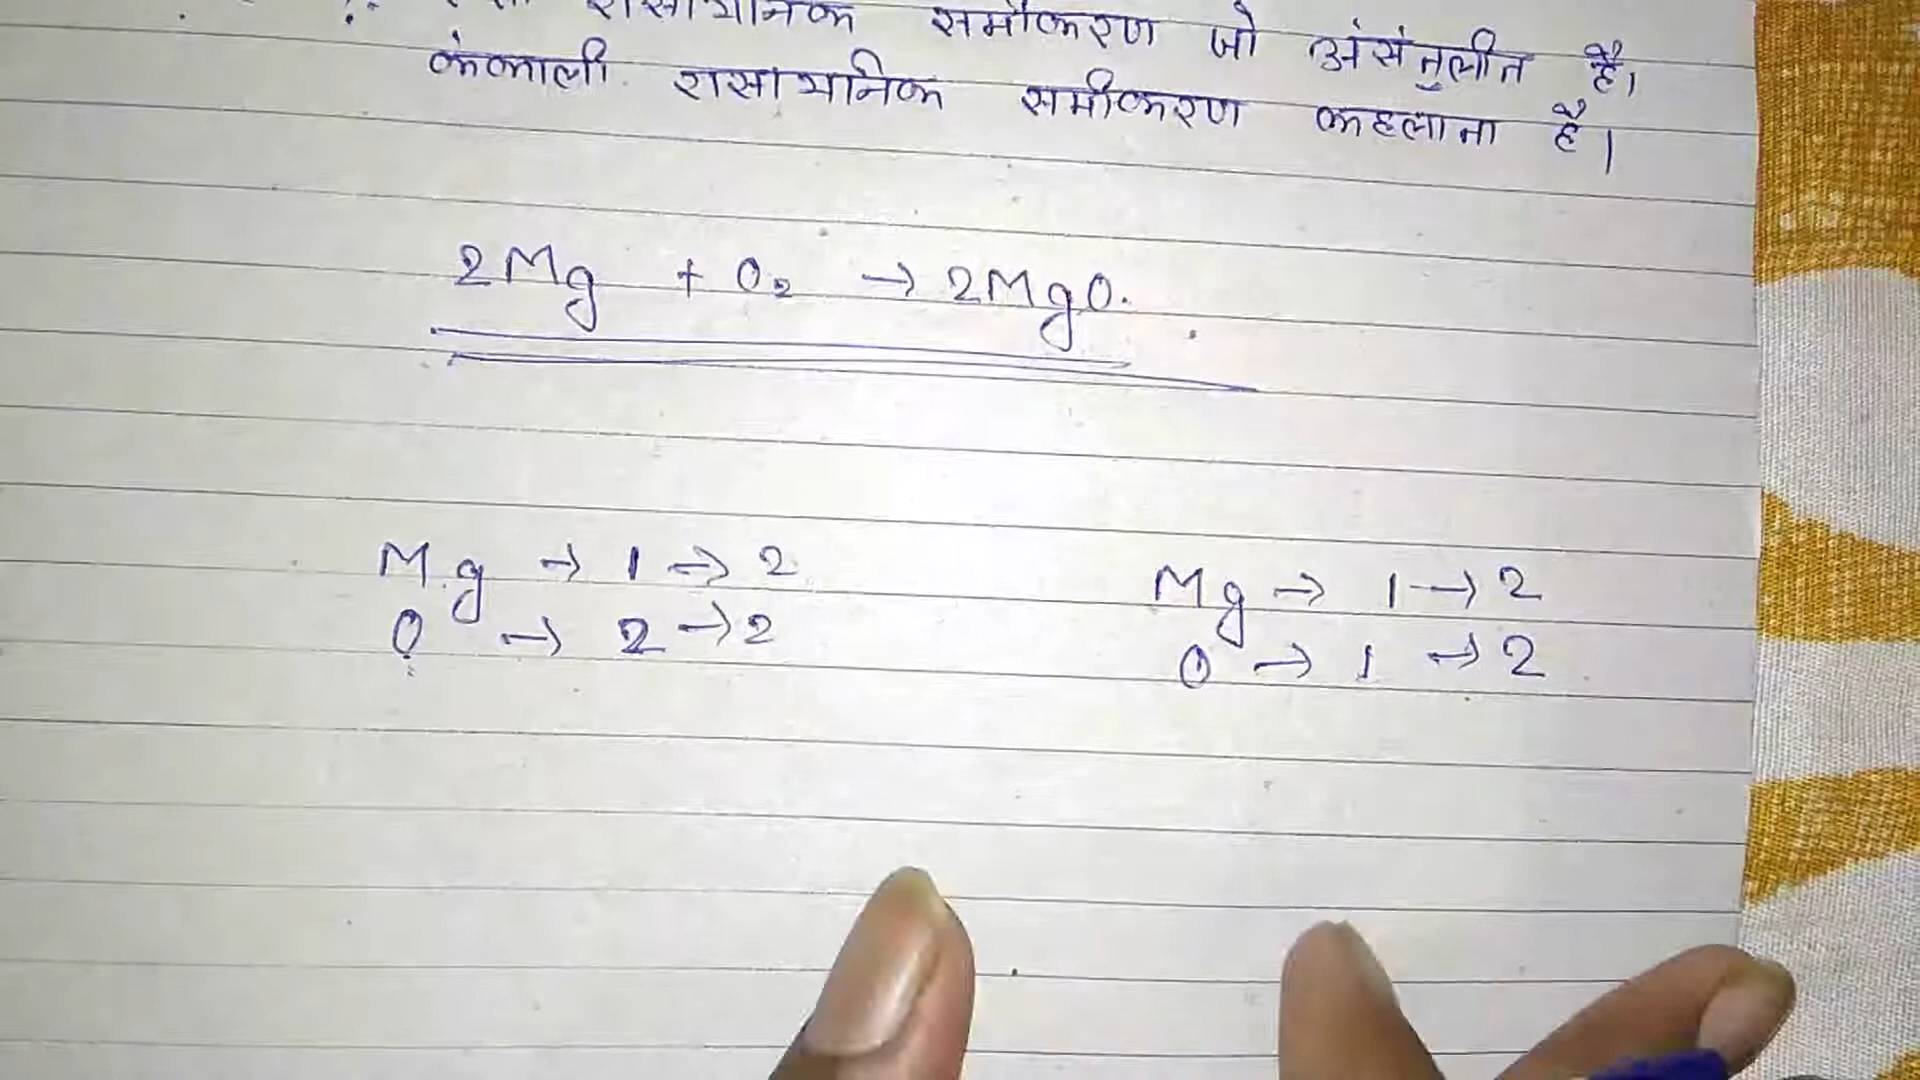 रासायनिक समीकरण जो अंसंतुलीत है।
कंकाली रासायनिक समीकरण कहलाता है।
2Mg + O₂ → 2MgO.
Mg → 1 → 2
O → 2 → 2
Mg → 1 → 2
O → 1 → 2